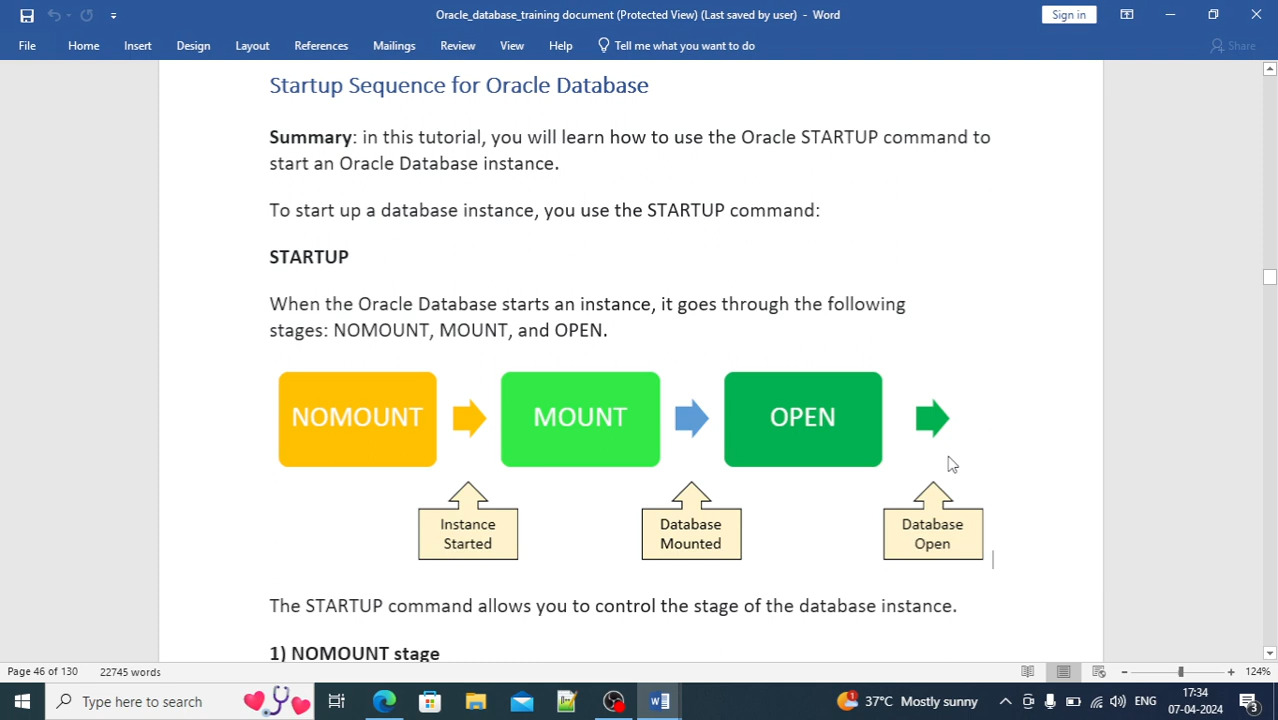 Oracle_database_training document (Protected View) (Last saved by user) - Word
Sign in
File Home Insert Design Layout References Mailings Review View Help Tell me what you want to do Share
Startup Sequence for Oracle Database
Summary: in this tutorial, you will learn how to use the Oracle STARTUP command to
start an Oracle Database instance.
To start up a database instance, you use the STARTUP command:
STARTUP
When the Oracle Database starts an instance, it goes through the following
stages: NOMOUNT, MOUNT, and OPEN.
NOMOUNT MOUNT OPEN
Instance
Started
Database
Mounted
Database
Open
The STARTUP command allows you to control the stage of the database instance.
1) NOMOUNT stage
Page 46 of 130 22745 words 124%
Type here to search
1 37°C Mostly sunny ENG
17:34
07-04-2024
3